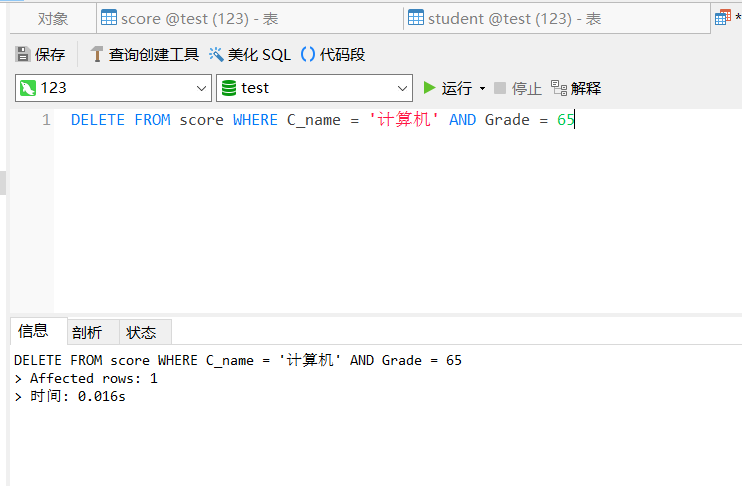 对象 score @test (123) - 表 student @test (123) - 表 *
保存 查询创建工具 美化 SQL () 代码段
123 test 运行 停止 解释
1 DELETE FROM score WHERE C_name = '计算机' AND Grade = 65
信息 剖析 状态
DELETE FROM score WHERE C_name = '计算机' AND Grade = 65
> Affected rows: 1
> 时间: 0.016s